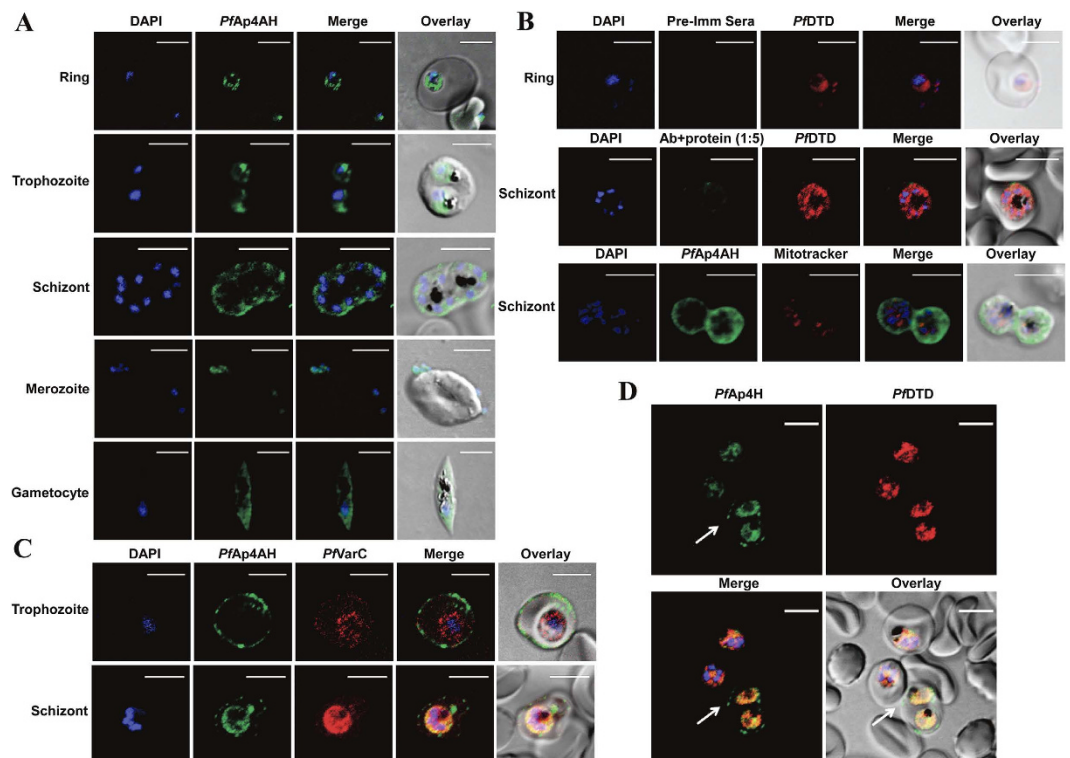 A
DAPI PfAp4AH Merge Overlay
Ring
Trophozoite
Schizont
Merozoite
Gametocyte
B
DAPI Pre-Imm Sera PfDTD Merge Overlay
Ring
DAPI Ab+protein (1:5) PfDTD Merge Overlay
Schizont
DAPI PfAp4AH Mitotracker Merge Overlay
Schizont
C
DAPI PfAp4AH PfVarC Merge Overlay
Trophozoite
Schizont
D
PfAp4H PfDTD
Merge Overlay